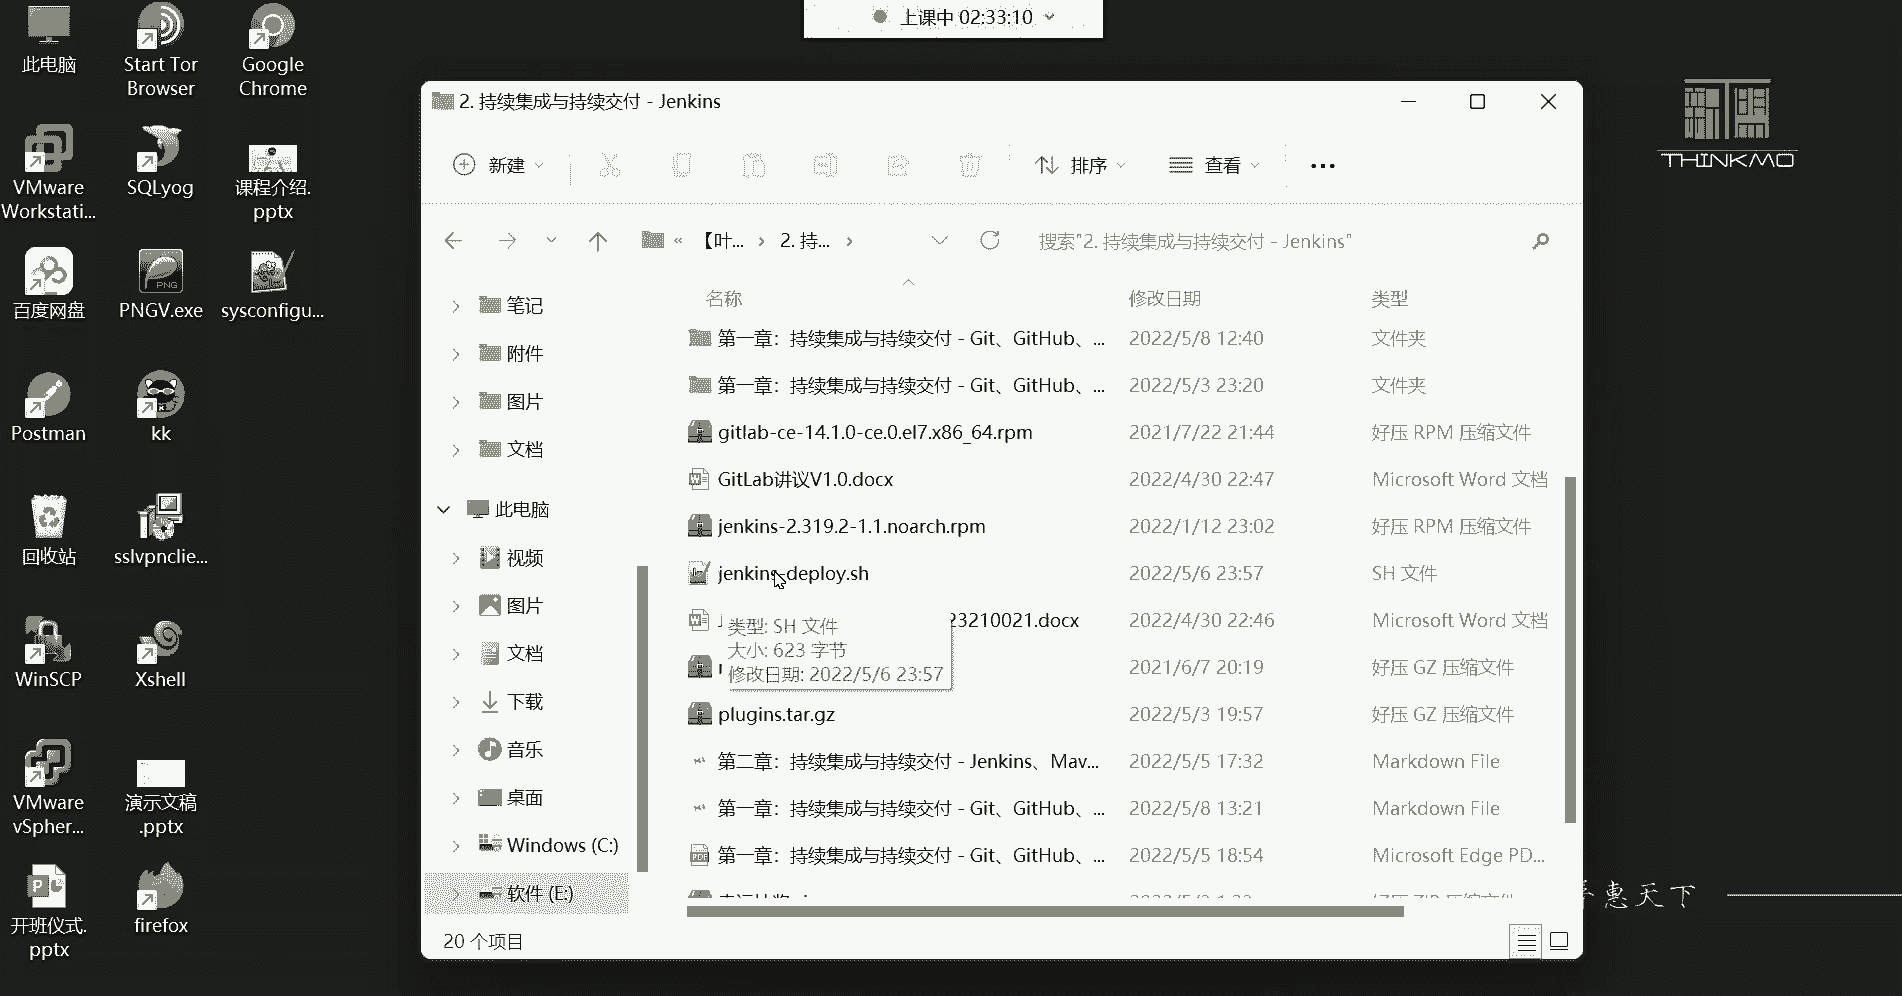 上课中 02:33:10
此电脑
Start Tor
Browser
Google
Chrome
VMware
Workstati...
SQLyog
课程介绍.
pptx
百度网盘
PNG
PNGV.exe
sysconfigu...
Postman
kk
回收站
sslvpnclie...
WinSCP
Xshell
VMware
vSpher...
演示文稿
.pptx
开班仪式.
pptx
firefox
THINKMO
惠天下
2. 持续集成与持续交付 - Jenkins
新建
排序
查看
« 【叶... › 2. 持... ›
搜索"2. 持续集成与持续交付 - Jenkins"
笔记
附件
图片
文档
此电脑
视频
图片
文档
下载
音乐
桌面
Windows (C:)
软件 (E:)
名称 修改日期 类型
第一章：持续集成与持续交付 - Git、GitHub、... 2022/5/8 12:40 文件夹
第一章：持续集成与持续交付 - Git、GitHub、... 2022/5/3 23:20 文件夹
gitlab-ce-14.1.0-ce.0.el7.x86_64.rpm 2021/7/22 21:44 好压 RPM 压缩文件
GitLab讲议V1.0.docx 2022/4/30 22:47 Microsoft Word 文档
jenkins-2.319.2-1.1.noarch.rpm 2022/1/12 23:02 好压 RPM 压缩文件
jenkins_deploy.sh 2022/5/6 23:57 SH 文件
23210021.docx 2022/4/30 22:46 Microsoft Word 文档
类型: SH 文件
大小: 623 字节
修改日期: 2022/5/6 23:57
2021/6/7 20:19 好压 GZ 压缩文件
plugins.tar.gz 2022/5/3 19:57 好压 GZ 压缩文件
第二章：持续集成与持续交付 - Jenkins、Mav... 2022/5/5 17:32 Markdown File
第一章：持续集成与持续交付 - Git、GitHub、... 2022/5/8 13:21 Markdown File
第一章：持续集成与持续交付 - Git、GitHub、... 2022/5/5 18:54 Microsoft Edge PD...
20 个项目